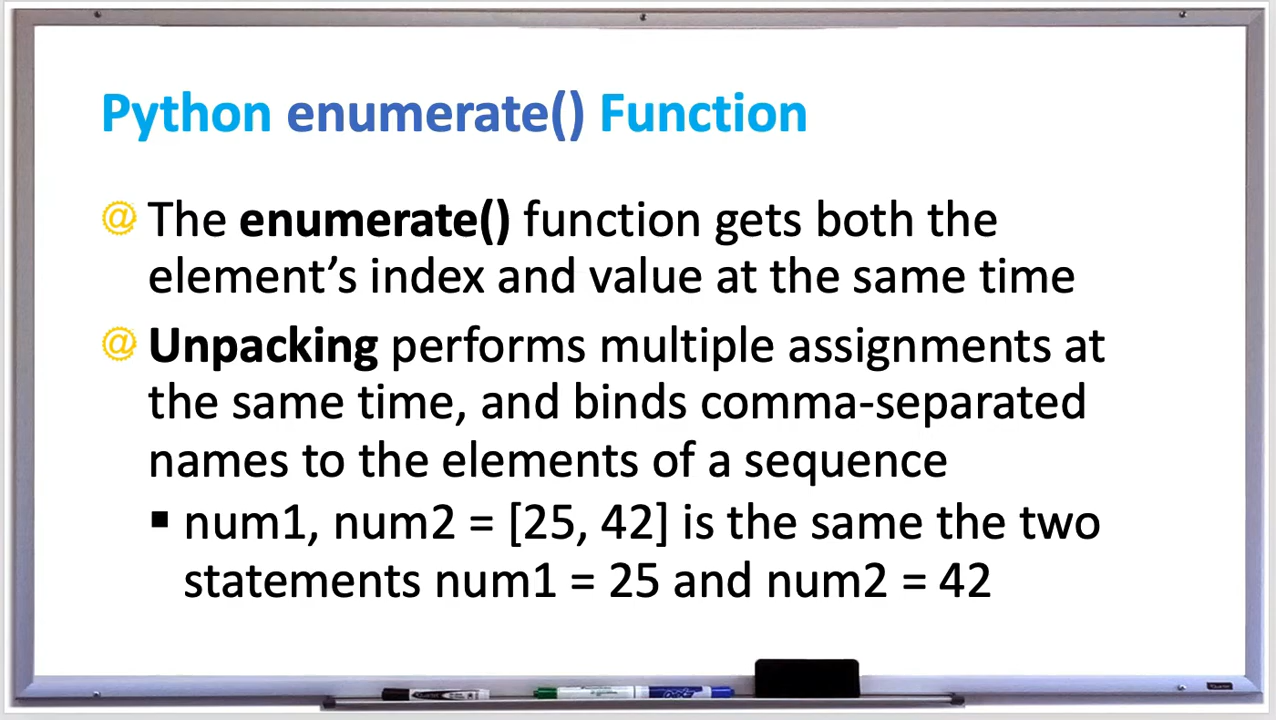 Python enumerate() Function
@ The enumerate() function gets both the
element’s index and value at the same time
@ Unpacking performs multiple assignments at
the same time, and binds comma-separated
names to the elements of a sequence
▪ num1, num2 = [25, 42] is the same the two
statements num1 = 25 and num2 = 42